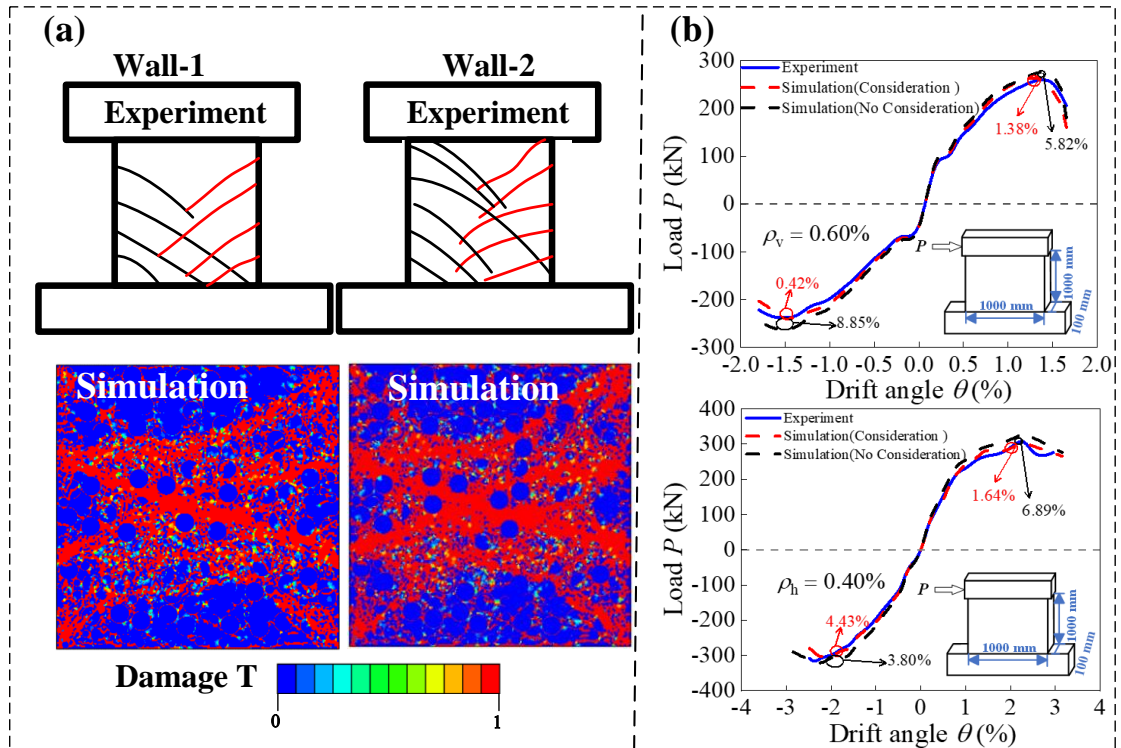 (a)
Wall-1
Wall-2
Experiment
Experiment
Simulation
Simulation
Damage T
0
1
(b)
Load P (kN)
300
200
100
0
-100
-200
-300
Experiment
Simulation(Consideration )
Simulation(No Consideration)
1.38%
5.82%
ρv = 0.60%
0.42%
8.85%
P
1000 mm
1000 mm
100 mm
-2.0 -1.5 -1.0 -0.5 0.0 0.5 1.0 1.5 2.0
Drift angle θ (%)
Load P (kN)
400
300
200
100
0
-100
-200
-300
-400
Experiment
Simulation(Consideration )
Simulation(No Consideration)
1.64%
6.89%
ρh = 0.40%
4.43%
3.80%
P
1000 mm
1000 mm
100 mm
-4 -3 -2 -1 0 1 2 3 4
Drift angle θ (%)